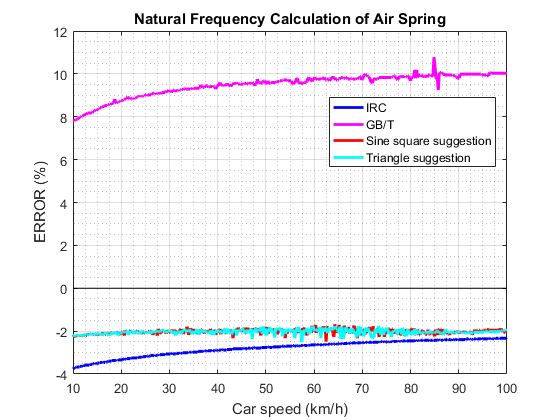 Natural Frequency Calculation of Air Spring
12
10
8
6
4
2
0
-2
-4
ERROR (%)
IRC
GB/T
Sine square suggestion
Triangle suggestion
10 20 30 40 50 60 70 80 90 100
Car speed (km/h)